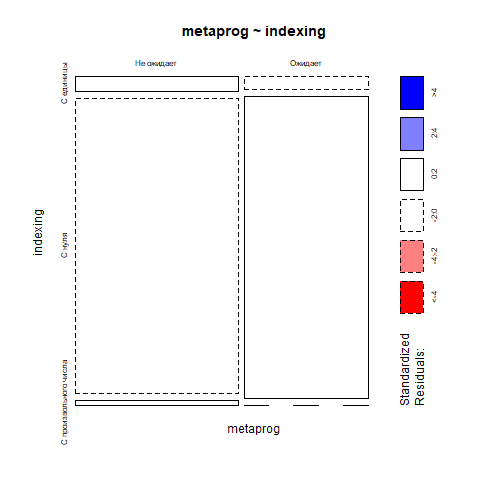 metaprog ~ indexing
Не ожидает
Ожидает
С единицы
С нуля
С произвольного числа
indexing
metaprog
>4
2:4
0:2
-2:0
-4:-2
<-4
Standardized
Residuals: